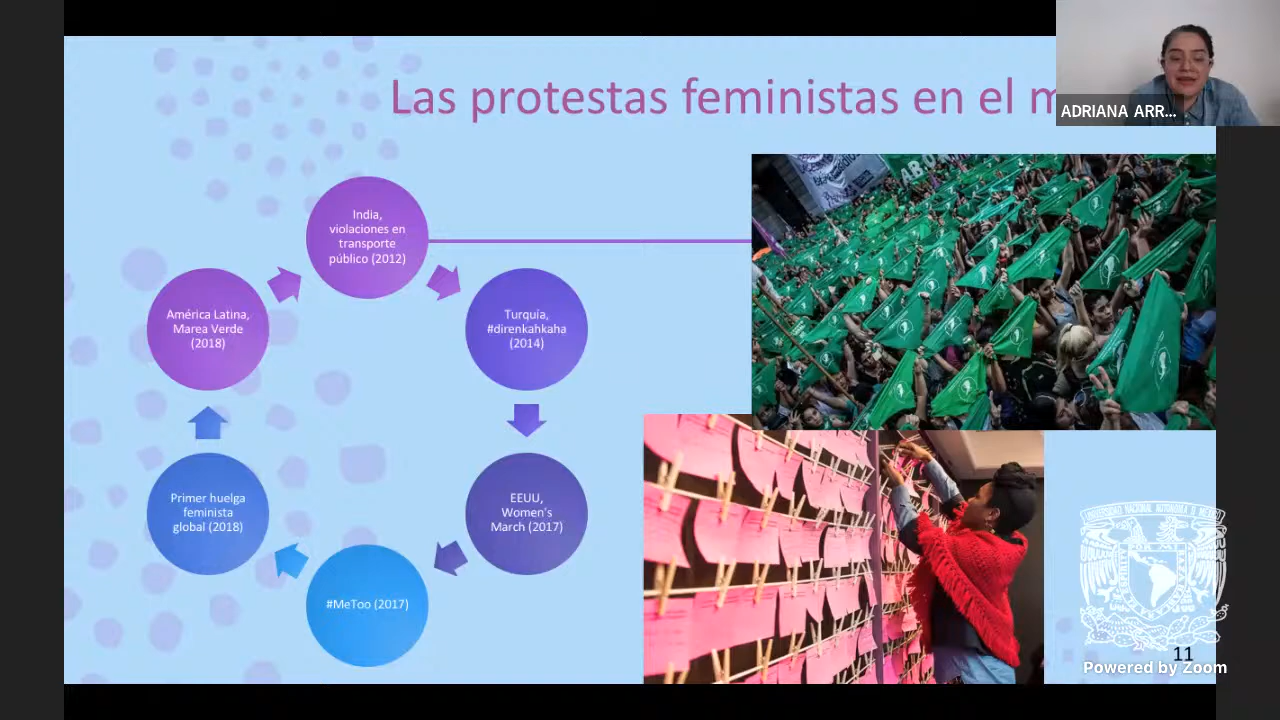 Las protestas feministas en el m
ADRIANA ARR...
India,
violaciones en
transporte
público (2012)
Turquía,
#direnkahkaha
(2014)
EEUU,
Women's
March (2017)
#MeToo (2017)
Primer huelga
feminista
global (2018)
América Latina,
Marea Verde
(2018)
11
Powered by Zoom